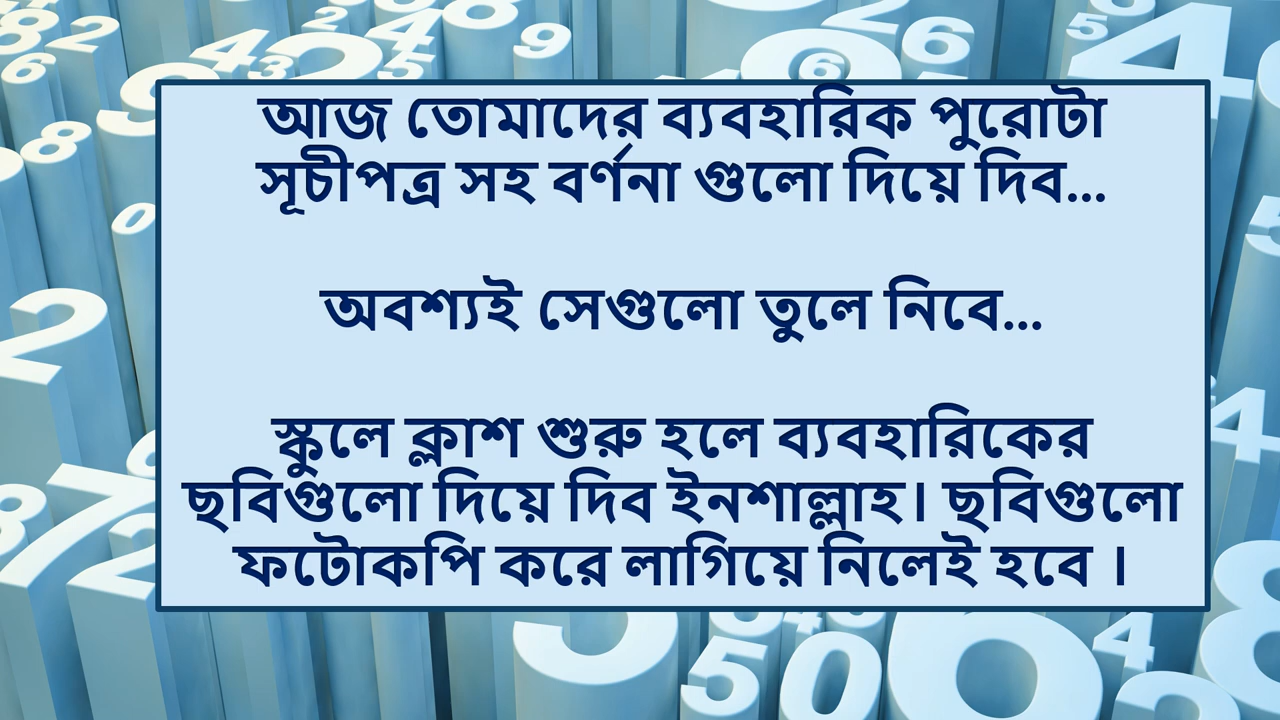 আজ তোমাদের ব্যবহারিক পুরোটা
সূচীপত্র সহ বর্ণনা গুলো দিয়ে দিব...
অবশ্যই সেগুলো তুলে নিবে...
স্কুলে ক্লাশ শুরু হলে ব্যবহারিকের
ছবিগুলো দিয়ে দিব ইনশাল্লাহ। ছবিগুলো
ফটোকপি করে লাগিয়ে নিলেই হবে ।